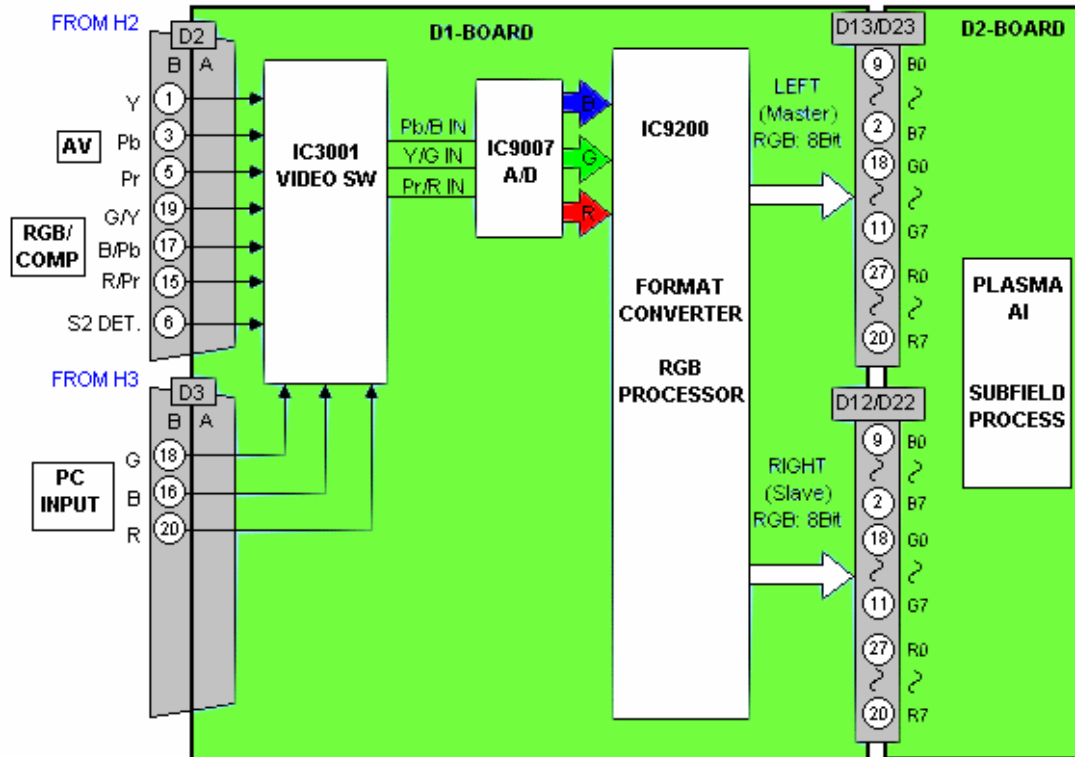 FROM H2
D2
B A
Y 1
AV
Pb 3
Pr 5
G/Y 19
RGB/
COMP
B/Pb 17
R/Pr 15
S2 DET. 6
FROM H3
D3
B A
G 18
PC
INPUT
B 16
R 20
D1-BOARD
IC3001
VIDEO SW
Pb/B IN
Y/G IN
Pr/R IN
IC9007
A/D
B
G
R
IC9200
FORMAT
CONVERTER
RGB
PROCESSOR
LEFT
(Master)
RGB: 8Bit
RIGHT
(Slave)
RGB: 8Bit
D13/D23
9 B0
2 B7
18 G0
11 G7
27 R0
20 R7
D12/D22
9 B0
2 B7
18 G0
11 G7
27 R0
20 R7
D2-BOARD
PLASMA
AI
SUBFIELD
PROCESS